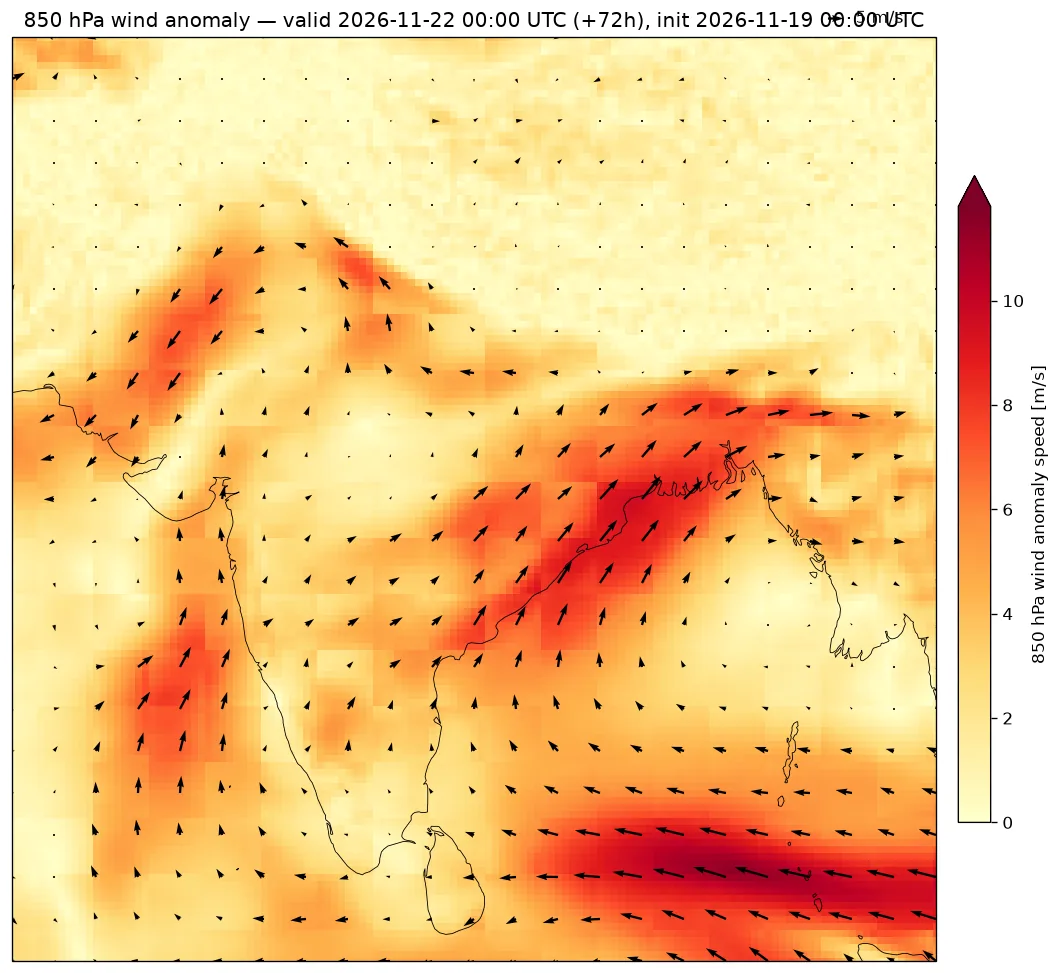 850 hPa wind anomaly — valid 2026-11-22 00:00 UTC (+72h), init 2026-11-19 00:00 UTC
5 m/s
10
8
6
4
2
0
850 hPa wind anomaly speed [m/s]